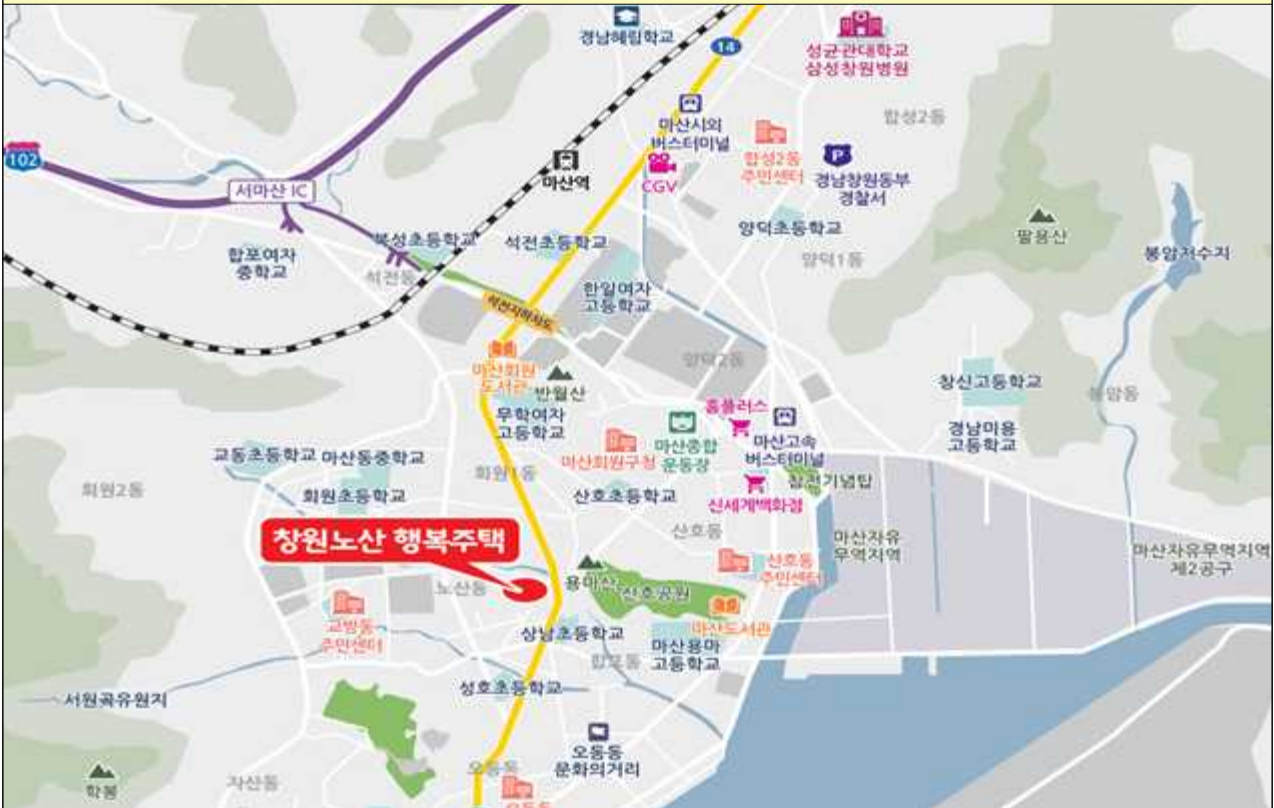 경남혜림학교
14
성균관대학교
삼성창원병원
합성2동
마산시외
버스터미널
합성2동
주민센터
102
마산역
CGV
P
경남창원동부
경찰서
서마산 IC
양덕초등학교
팔용산
북성초등학교
석전초등학교
합포여자
중학교
석전동
양덕1동
봉암저수지
한일여자
고등학교
석전지하차도
양덕2동
마산회원
도서관
반월산
창신고등학교
봉암동
무학여자
고등학교
홈플러스
마산종합
운동장
마산고속
버스터미널
경남미용
고등학교
교동초등학교
마산동중학교
마산회원구청
회원1동
참전기념탑
회원2동
회원초등학교
산호초등학교
신세계백화점
창원노산 행복주택
산호동
마산자유
무역지역
마산자유무역지역
제2공구
산호동
주민센터
노산동
용마산
산호공원
마산도서관
교방동
주민센터
상남초등학교
합포동
마산용마
고등학교
성호초등학교
서원곡유원지
오동동
문화의거리
오동동
자산동
학봉
오동동